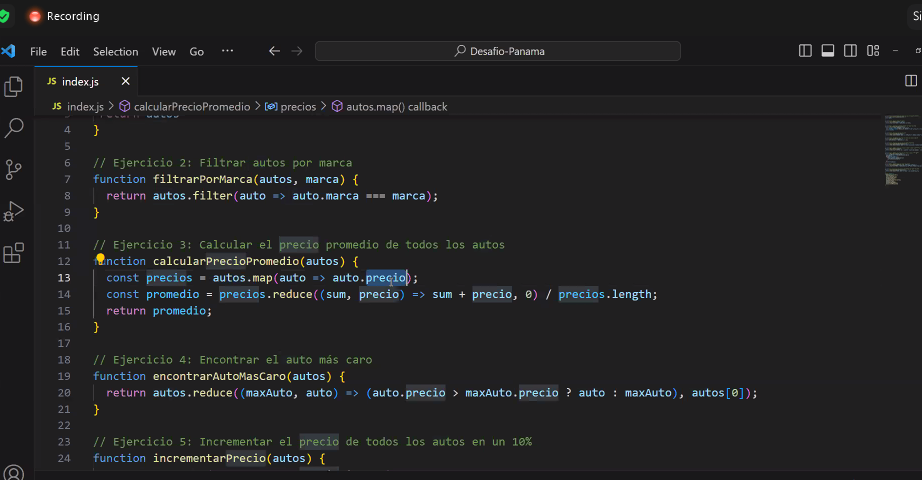 Recording
File Edit Selection View Go ··· Desafio-Panama
JS index.js
JS index.js > calcularPrecioPromedio > precios > autos.map() callback
4 }
5
6 // Ejercicio 2: Filtrar autos por marca
7 function filtrarPorMarca(autos, marca) {
8 return autos.filter(auto => auto.marca === marca);
9 }
10
11 // Ejercicio 3: Calcular el precio promedio de todos los autos
12 function calcularPrecioPromedio(autos) {
13 const precios = autos.map(auto => auto.precio);
14 const promedio = precios.reduce((sum, precio) => sum + precio, 0) / precios.length;
15 return promedio;
16 }
17
18 // Ejercicio 4: Encontrar el auto más caro
19 function encontrarAutoMasCaro(autos) {
20 return autos.reduce((maxAuto, auto) => (auto.precio > maxAuto.precio ? auto : maxAuto), autos[0]);
21 }
22
23 // Ejercicio 5: Incrementar el precio de todos los autos en un 10%
24 function incrementarPrecio(autos) {